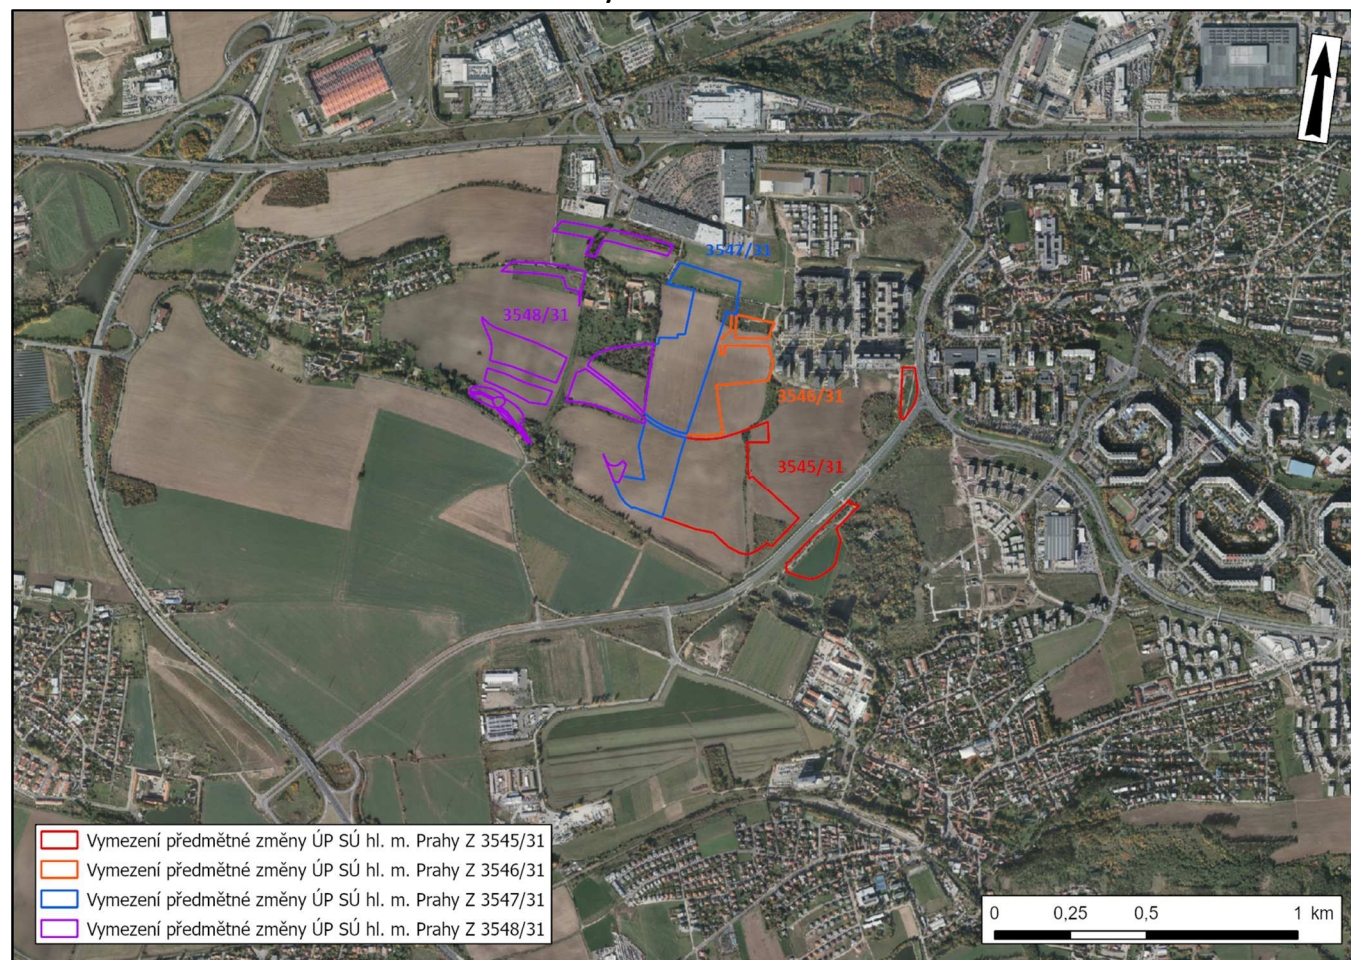 3547/31
3548/31
3546/31
3545/31
Vymezení předmětné změny ÚP SÚ hl. m. Prahy Z 3545/31
Vymezení předmětné změny ÚP SÚ hl. m. Prahy Z 3546/31
Vymezení předmětné změny ÚP SÚ hl. m. Prahy Z 3547/31
Vymezení předmětné změny ÚP SÚ hl. m. Prahy Z 3548/31
0 0,25 0,5 1 km